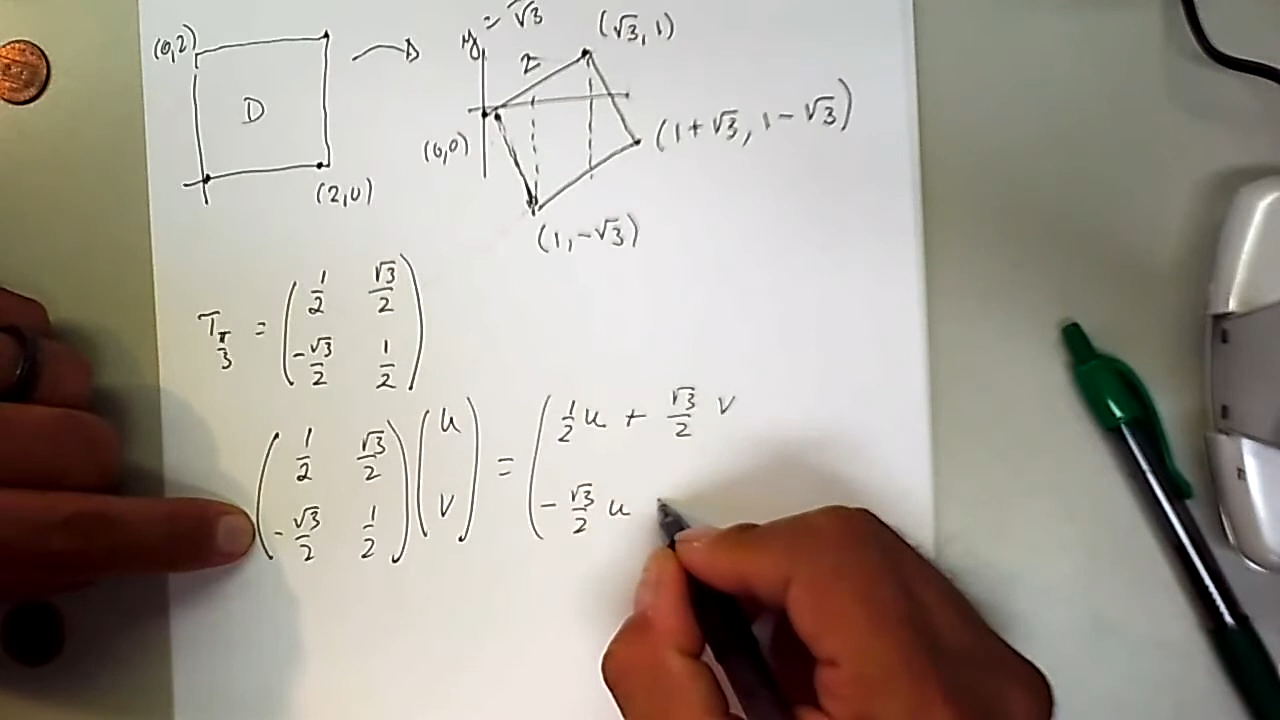 = √3
(0,2)
y
(√3, 1)
2
D
(0,0)
(1+√3, 1-√3)
(2,0)
(1,-√3)
T_{π/3} = ( 1/2 √3/2
-√3/2 1/2 )
( 1/2 √3/2 ) ( u ) = ( 1/2 u + √3/2 v
( -√3/2 1/2 ) ( v ) ( -√3/2 u